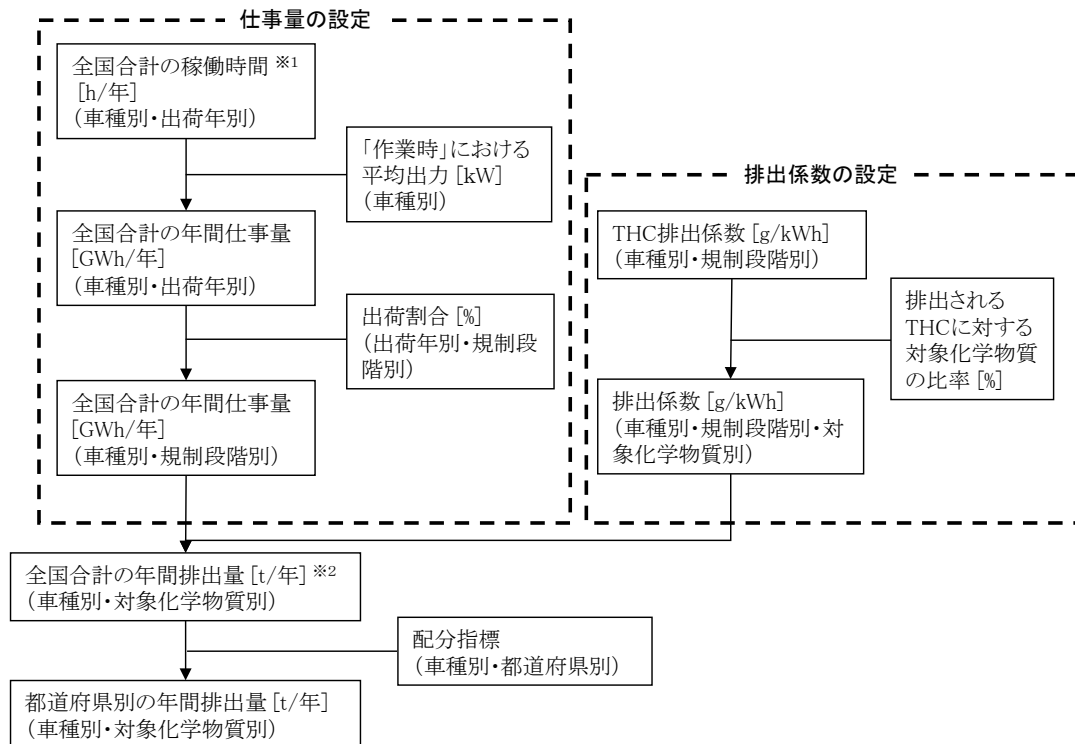 仕事量の設定
全国合計の稼働時間 ※1
[h/年]
(車種別・出荷年別)
「作業時」における
平均出力 [kW]
(車種別)
全国合計の年間仕事量
[GWh/年]
(車種別・出荷年別)
出荷割合 [%]
(出荷年別・規制段
階別)
全国合計の年間仕事量
[GWh/年]
(車種別・規制段階別)
排出係数の設定
THC排出係数 [g/kWh]
(車種別・規制段階別)
排出される
THCに対する
対象化学物質
の比率 [%]
排出係数 [g/kWh]
(車種別・規制段階別・対
象化学物質別)
全国合計の年間排出量 [t/年] ※2
(車種別・対象化学物質別)
配分指標
(車種別・都道府県別)
都道府県別の年間排出量 [t/年]
(車種別・対象化学物質別)